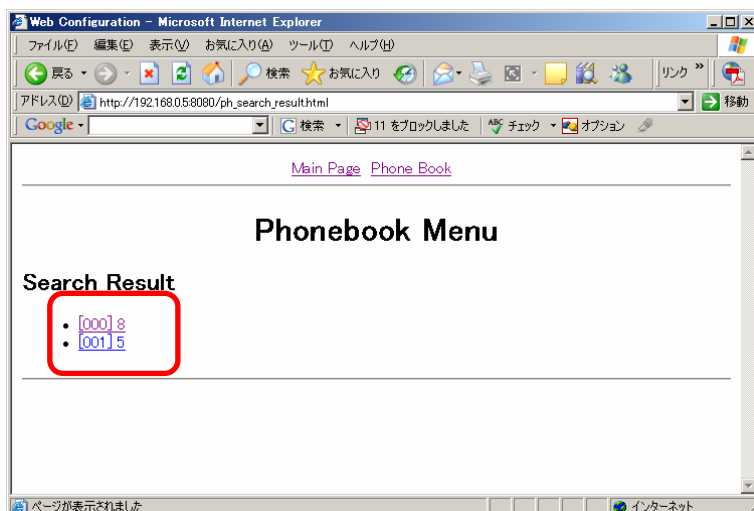 Web Configuration - Microsoft Internet Explorer
ファイル(F) 編集(E) 表示(V) お気に入り(A) ツール(T) ヘルプ(H)
戻る 検索 お気に入り リンク »
アドレス(D) http://192.168.0.5:8080/ph_search_result.html 移動
Google 検索 11 をブロックしました チェック オプション
Main Page Phone Book
Phonebook Menu
Search Result
• [000] 8
• [001] 5
ページが表示されました インターネット